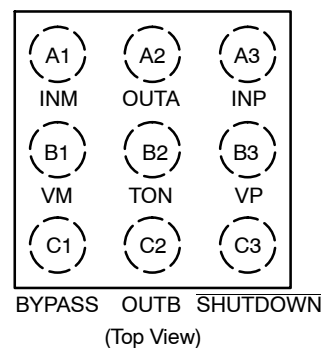 A1 A2 A3
INM OUTA INP
B1 B2 B3
VM TON VP
C1 C2 C3
BYPASS OUTB SHUTDOWN
(Top View)